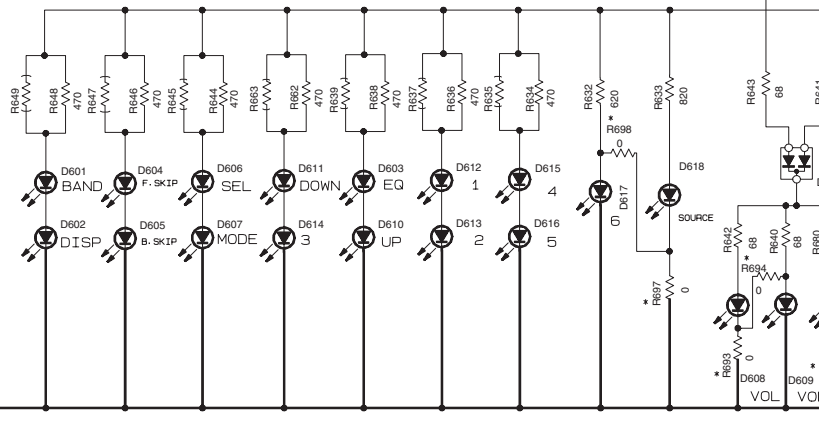 R649
R648
470
R647
R646
470
R645
R644
470
R663
R662
470
R639
R638
470
R637
R636
470
R635
R634
470
R632
620
R633
820
R643
68
*
R698
0
D601
BAND
D604
F. SKIP
D606
SEL
D611
DOWN
D603
EQ
D612
1
D615
4
D617
6
D618
SOURCE
D602
DISP
D605
B. SKIP
D607
MODE
D614
3
D610
UP
D613
2
D616
5
R642
68
R640
68
*
R694
0
* R697
0
* R693
0
*
D608
VOL
D609